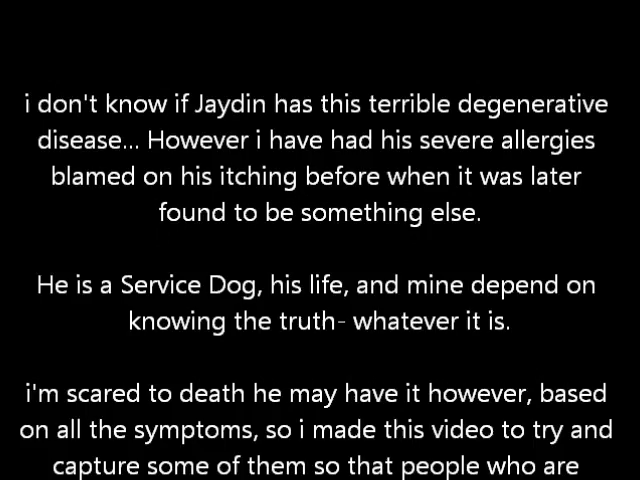 i don't know if Jaydin has this terrible degenerative
disease... However i have had his severe allergies
blamed on his itching before when it was later
found to be something else.
He is a Service Dog, his life, and mine depend on
knowing the truth- whatever it is.
i'm scared to death he may have it however, based
on all the symptoms, so i made this video to try and
capture some of them so that people who are